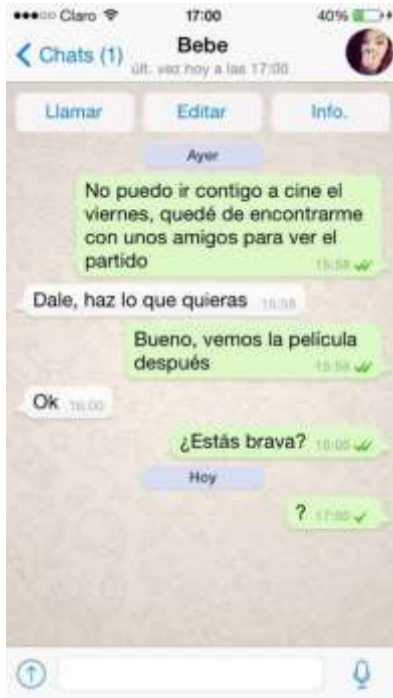 Claro 17:00 40%
Chats (1) Bebe
últ. vez hoy a las 17:00
Llamar Editar Info.
Ayer
No puedo ir contigo a cine el
viernes, quedé de encontrarme
con unos amigos para ver el
partido
15:58
Dale, haz lo que quieras 15:58
Bueno, vemos la película
después 15:59
Ok 16:00
¿Estás brava? 16:05
Hoy
? 17:00